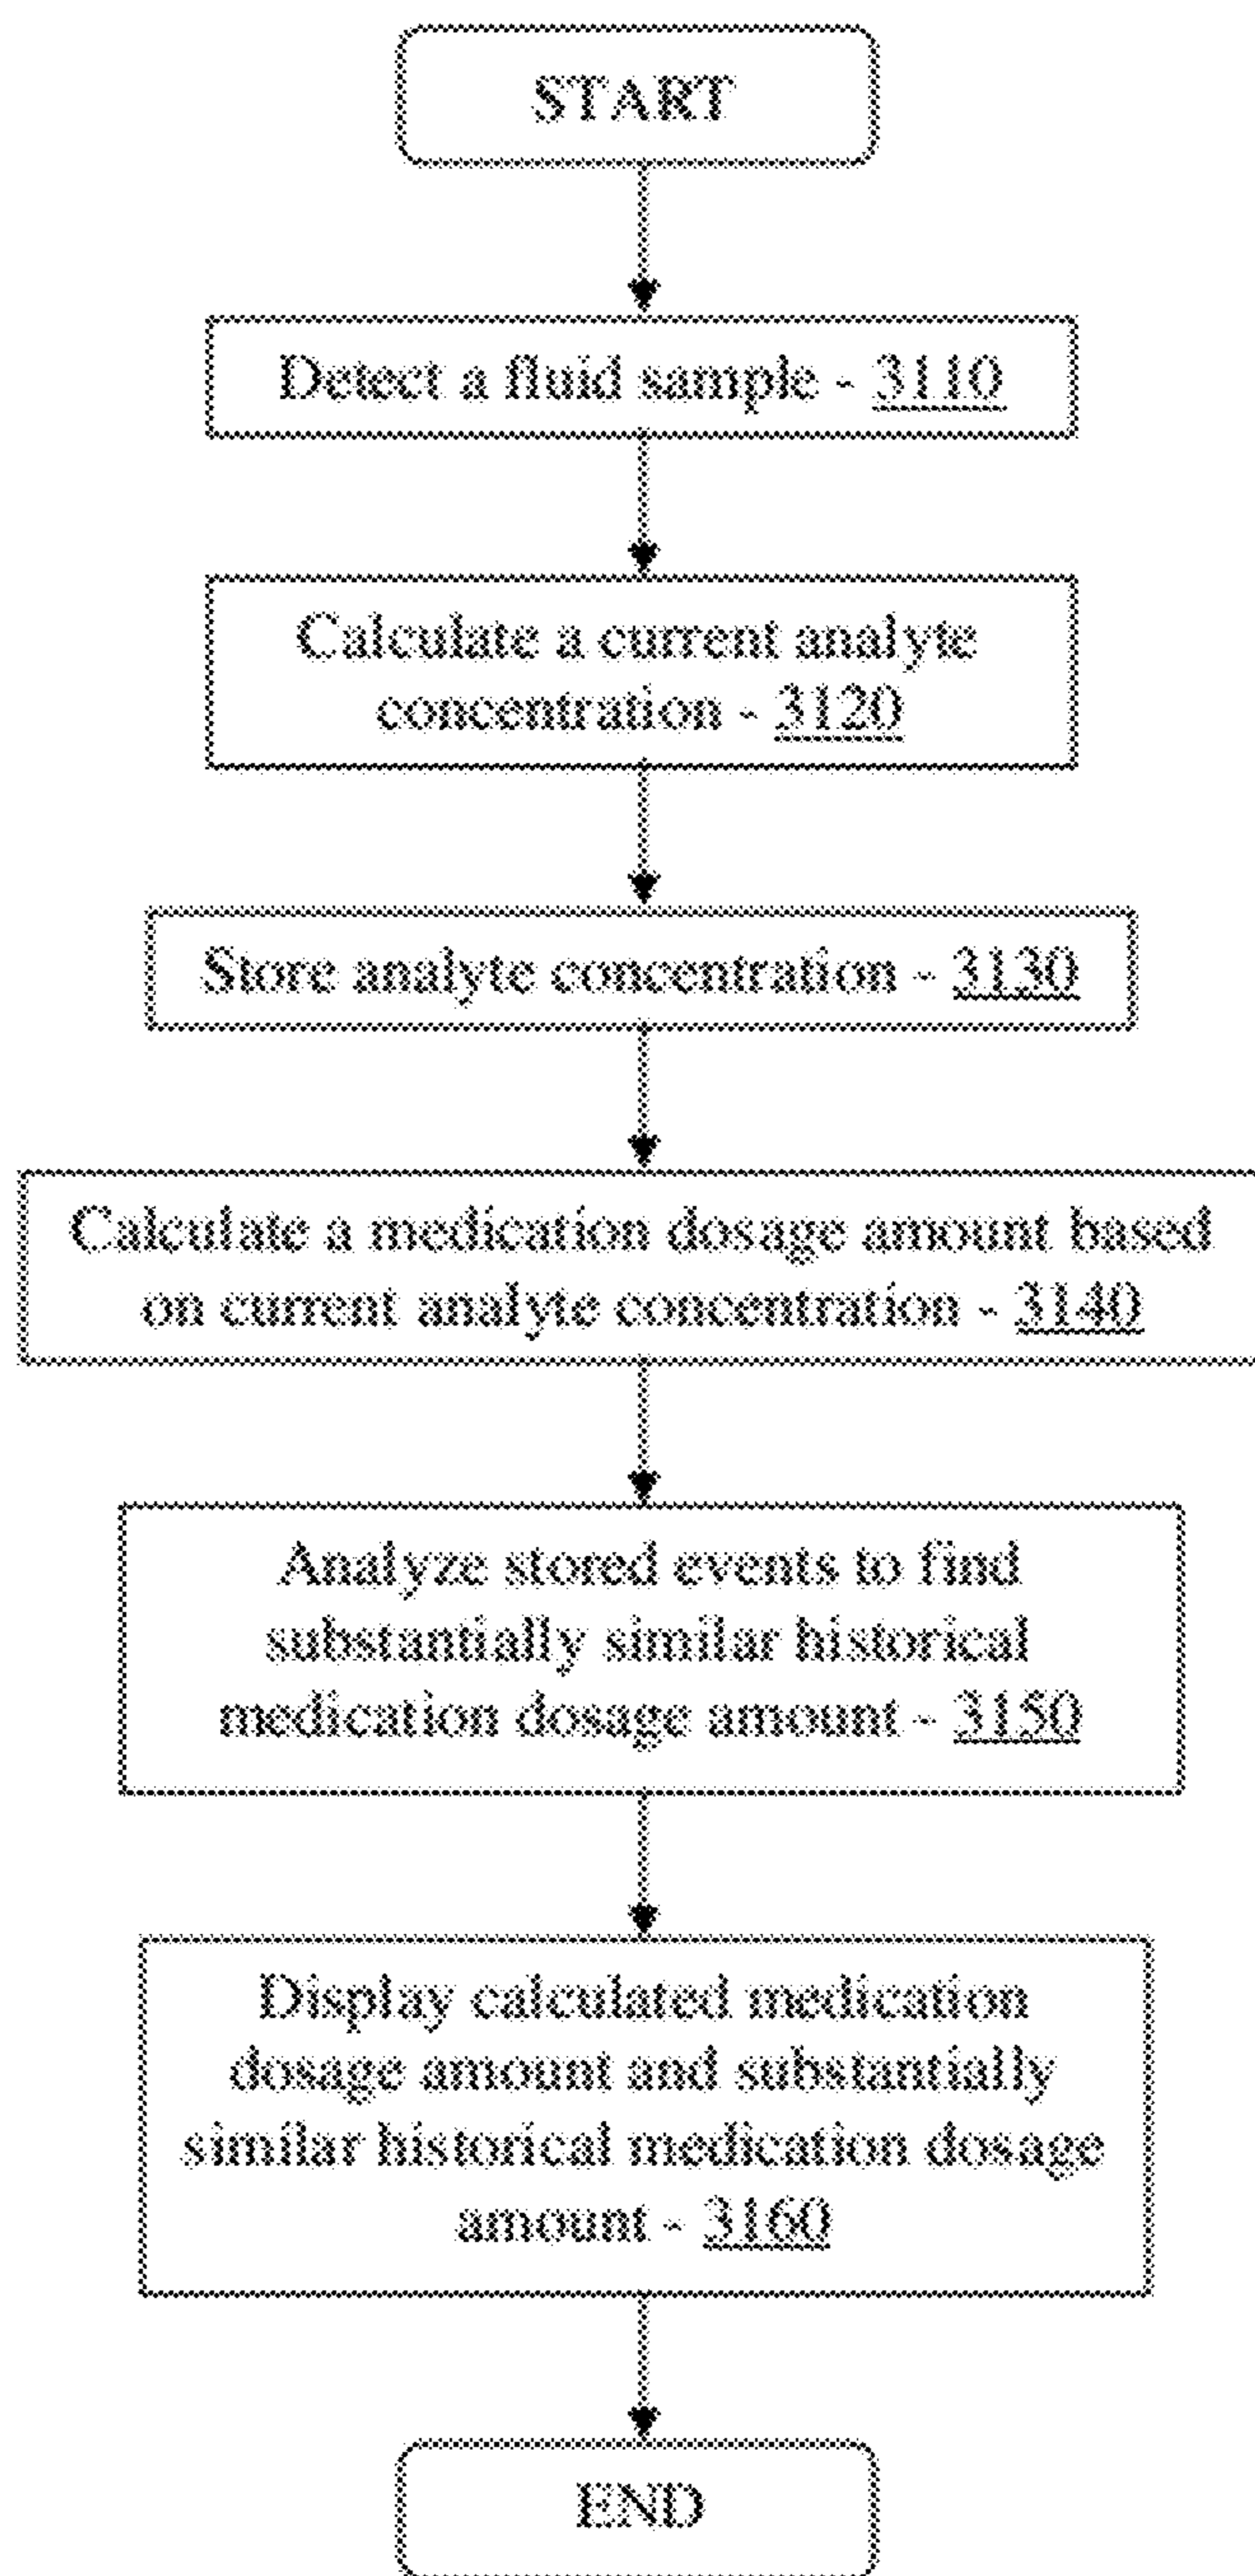 START
Detect a fluid sample - 3110
Calculate a current analyte
concentration - 3120
Store analyte concentration - 3130
Calculate a medication dosage amount based
on current analyte concentration - 3140
Analyze stored events to find
substantially similar historical
medication dosage amount - 3150
Display calculated medication
dosage amount and substantially
similar historical medication dosage
amount - 3160
END